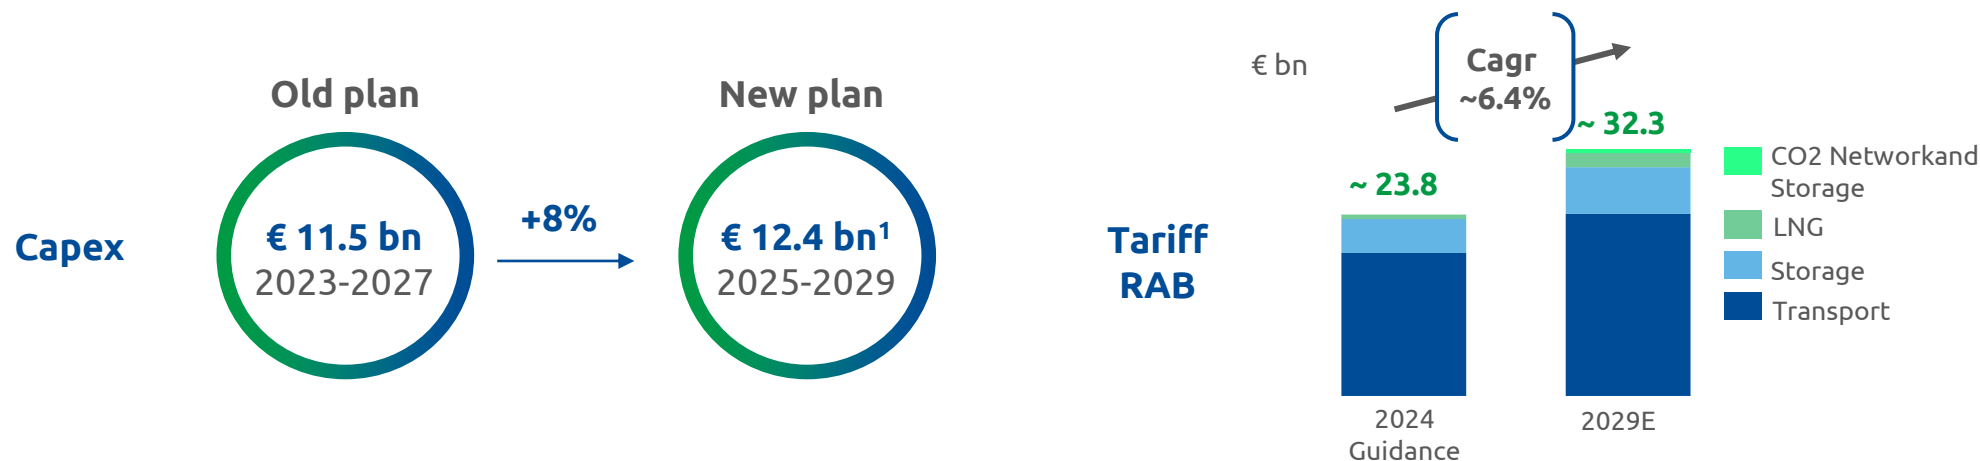 Capex
Old plan
€ 11.5 bn
2023-2027
+8%
New plan
€ 12.4 bn¹
2025-2029
Tariff
RAB
€ bn
Cagr
~6.4%
~ 23.8
~ 32.3
2024
Guidance
2029E
CO2 Networkand
Storage
LNG
Storage
Transport